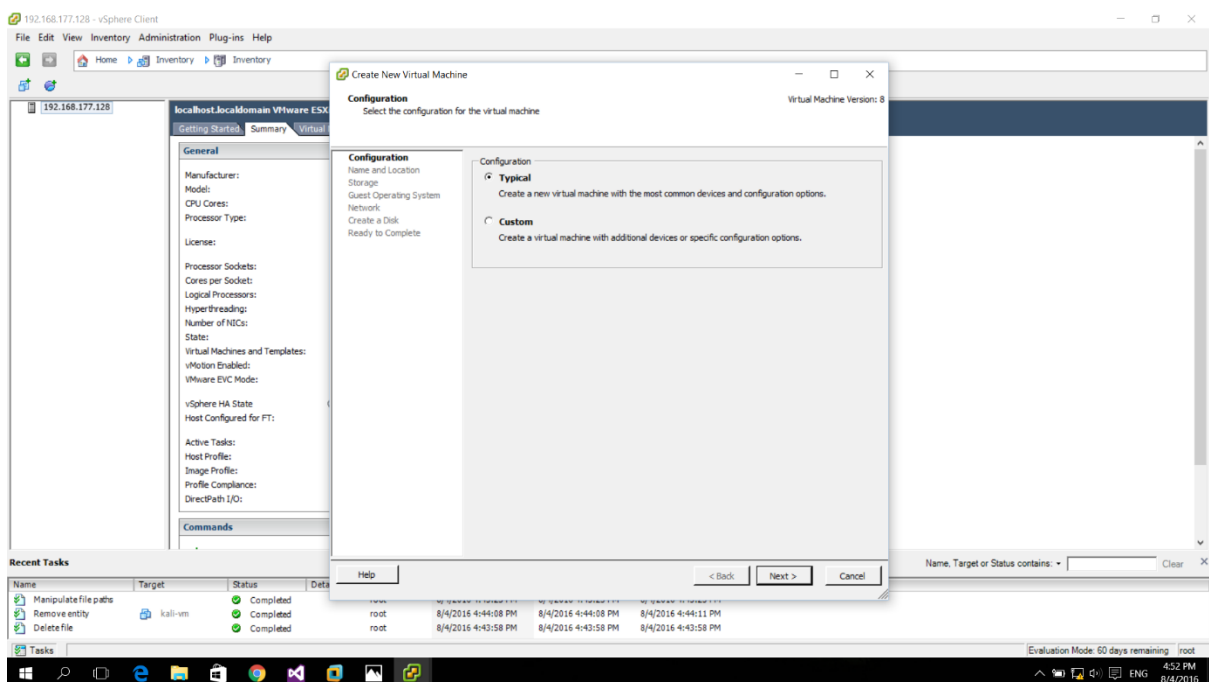 192.168.177.128 - vSphere Client
File Edit View Inventory Administration Plug-ins Help
Home Inventory Inventory
192.168.177.128
localhost.localdomain VMware ESX
Getting Started Summary Virtual
General
Manufacturer:
Model:
CPU Cores:
Processor Type:
License:
Processor Sockets:
Cores per Socket:
Logical Processors:
Hyperthreading:
Number of NICs:
State:
Virtual Machines and Templates:
vMotion Enabled:
VMware EVC Mode:
vSphere HA State
Host Configured for FT:
Active Tasks:
Host Profile:
Image Profile:
Profile Compliance:
DirectPath I/O:
Commands
Create New Virtual Machine
Configuration
Select the configuration for the virtual machine
Virtual Machine Version: 8
Configuration
Name and Location
Storage
Guest Operating System
Network
Create a Disk
Ready to Complete
Configuration
Typical
Create a new virtual machine with the most common devices and configuration options.
Custom
Create a virtual machine with additional devices or specific configuration options.
Help < Back Next > Cancel
Recent Tasks
Name, Target or Status contains: Clear
Name Target Status Deta
Manipulate file paths Completed
Remove entity kali-vm Completed root 8/4/2016 4:44:08 PM 8/4/2016 4:44:08 PM 8/4/2016 4:44:11 PM
Delete file Completed root 8/4/2016 4:43:58 PM 8/4/2016 4:43:58 PM 8/4/2016 4:43:58 PM
Tasks Evaluation Mode: 60 days remaining root
ENG 4:52 PM
8/4/2016